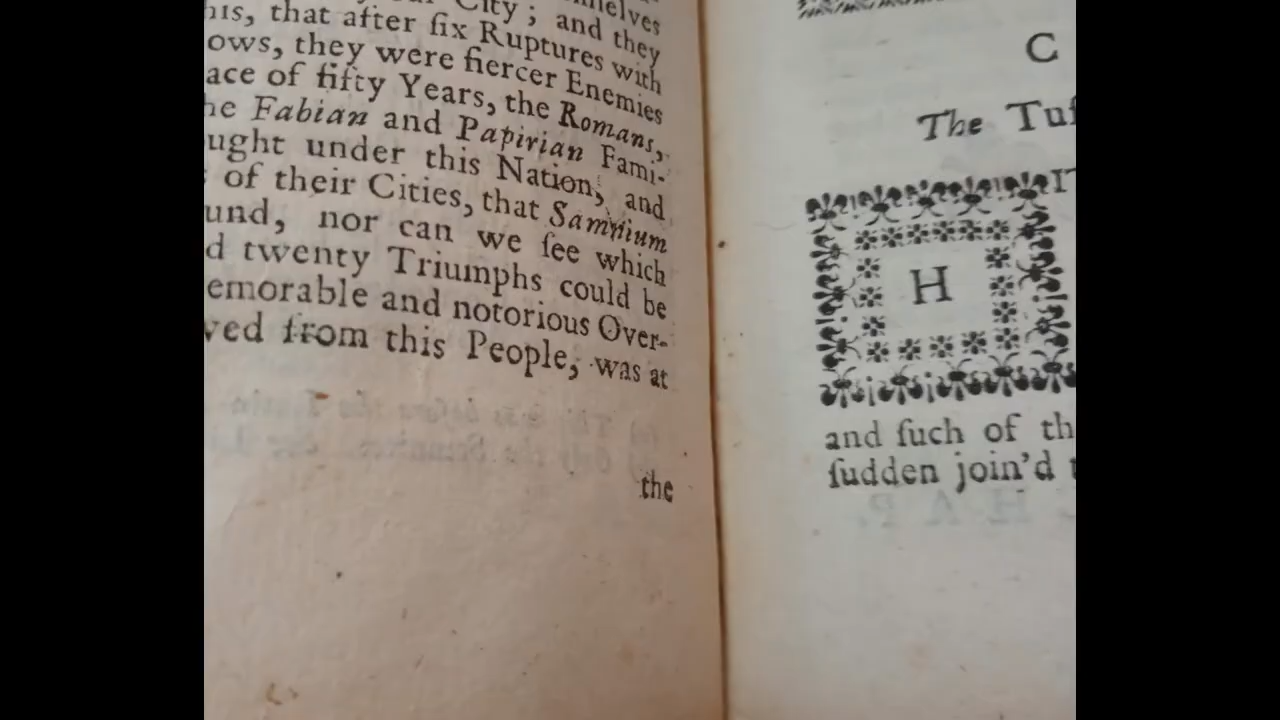 City; and they
his, that after ſix Ruptures with
ows, they were fiercer Enemies
ace of fifty Years, the Romans,
he Fabian and Papirian Fami-
ught under this Nation, and
of their Cities, that Samnium
und, nor can we ſee which
d twenty Triumphs could be
emorable and notorious Over-
ved from this People, was at
the
C
The Tuſ
H
and ſuch of th
ſudden join'd